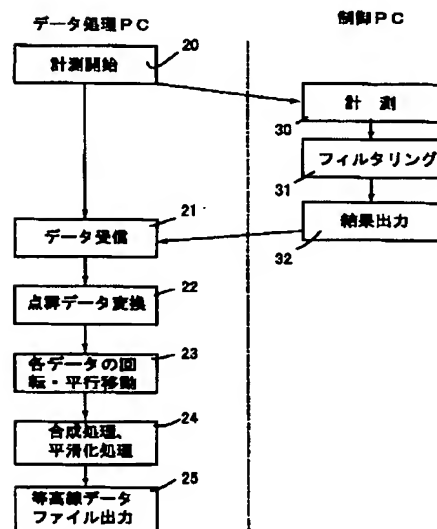 データ処理PC
制御PC
20
計測開始
計 測
30
フィルタリング
31
21
データ受信
結果出力
32
22
点群データ変換
23
各データの回
転・平行移動
24
合成処理、
平滑化処理
25
等高線データ
ファイル出力